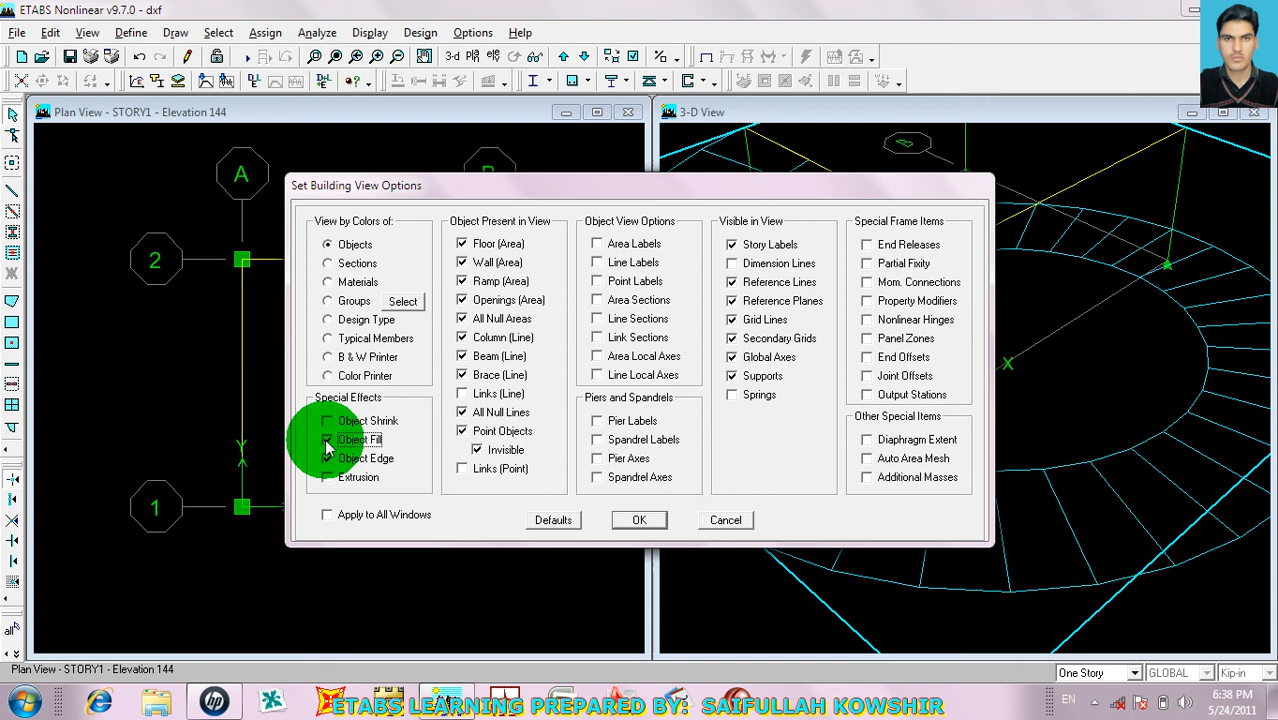 ETABS Nonlinear v9.7.0 - dxf
File Edit View Define Draw Select Assign Analyze Display Design Options Help
3-d
Plan View - STORY1 - Elevation 144
3-D View
A
B
2
1
Y
X
Set Building View Options
View by Colors of:
Objects
Sections
Materials
Groups
Select
Design Type
Typical Members
B & W Printer
Color Printer
Special Effects
Object Shrink
Object Fill
Object Edge
Extrusion
Apply to All Windows
Object Present in View
Floor (Area)
Wall (Area)
Ramp (Area)
Openings (Area)
All Null Areas
Column (Line)
Beam (Line)
Brace (Line)
Links (Line)
All Null Lines
Point Objects
Invisible
Links (Point)
Object View Options
Area Labels
Line Labels
Point Labels
Area Sections
Line Sections
Link Sections
Area Local Axes
Line Local Axes
Piers and Spandrels
Pier Labels
Spandrel Labels
Pier Axes
Spandrel Axes
Visible in View
Story Labels
Dimension Lines
Reference Lines
Reference Planes
Grid Lines
Secondary Grids
Global Axes
Supports
Springs
Special Frame Items
End Releases
Partial Fixity
Mom. Connections
Property Modifiers
Nonlinear Hinges
Panel Zones
End Offsets
Joint Offsets
Output Stations
Other Special Items
Diaphragm Extent
Auto Area Mesh
Additional Masses
Defaults
OK
Cancel
all
Plan View - STORY1 - Elevation 144
One Story
GLOBAL
Kip-in
ETABS LEARNING PREPARED BY: SAIFULLAH KOWSHIR
EN
6:38 PM
5/24/2011